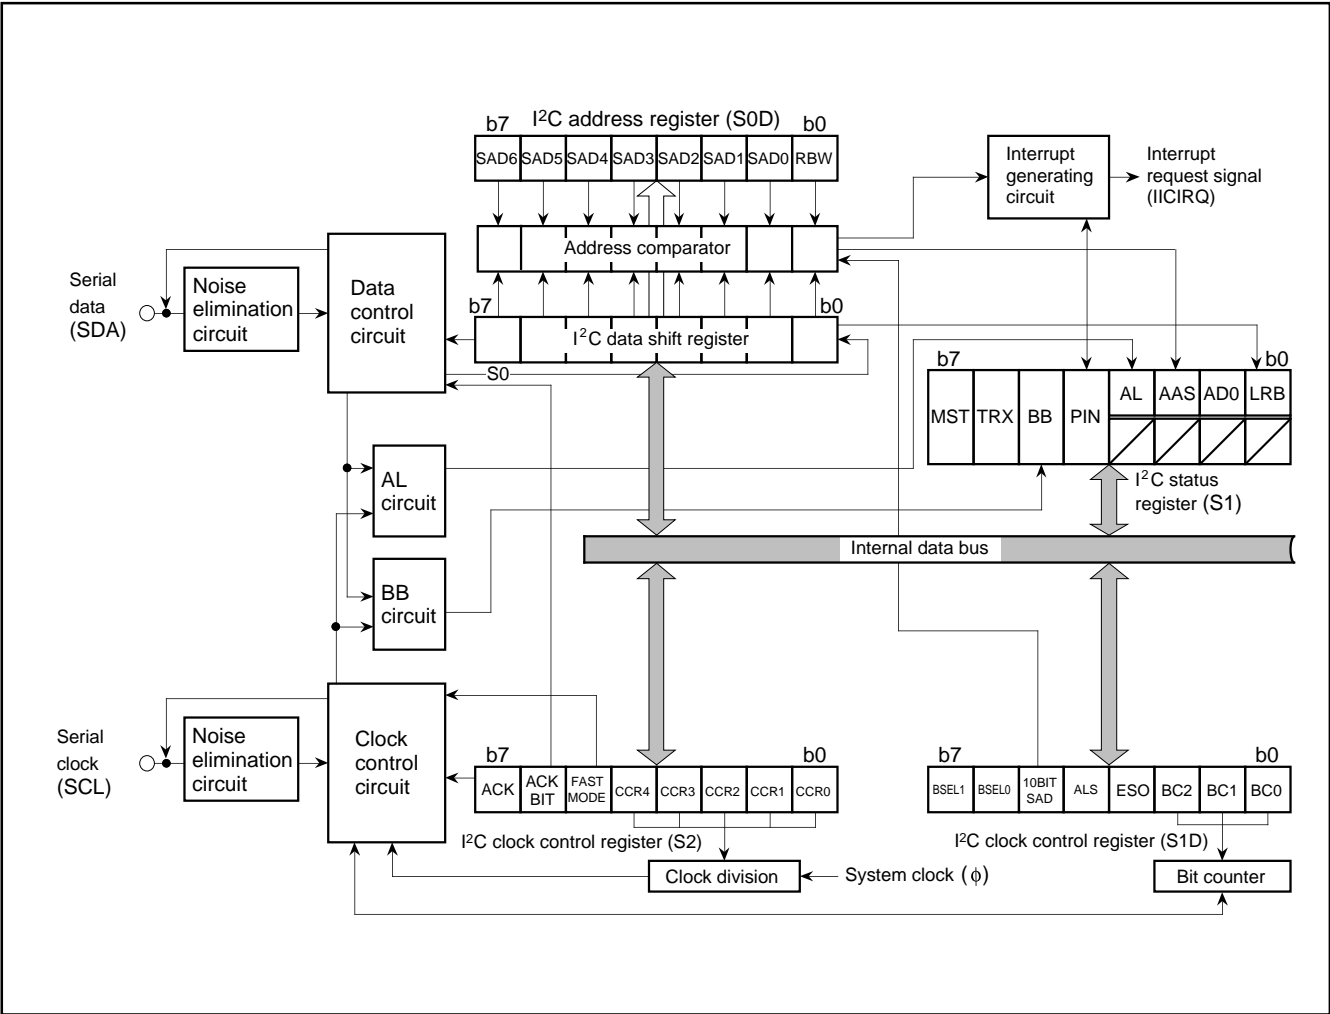 I²C address register (S0D)
b7
b0
SAD6 SAD5 SAD4 SAD3 SAD2 SAD1 SAD0 RBW
Interrupt
generating
circuit
Interrupt
request signal
(IICIRQ)
Address comparator
Serial
data
(SDA)
Noise
elimination
circuit
Data
control
circuit
b7
b0
I²C data shift register
S0
b7
b0
MST TRX BB PIN AL AAS AD0 LRB
I²C status
register (S1)
AL
circuit
Internal data bus
BB
circuit
Serial
clock
(SCL)
Noise
elimination
circuit
Clock
control
circuit
b7
b0
ACK ACK BIT FAST MODE CCR4 CCR3 CCR2 CCR1 CCR0
I²C clock control register (S2)
b7
b0
BSEL1 BSEL0 10BIT SAD ALS ESO BC2 BC1 BC0
I²C clock control register (S1D)
Clock division
System clock (ϕ)
Bit counter